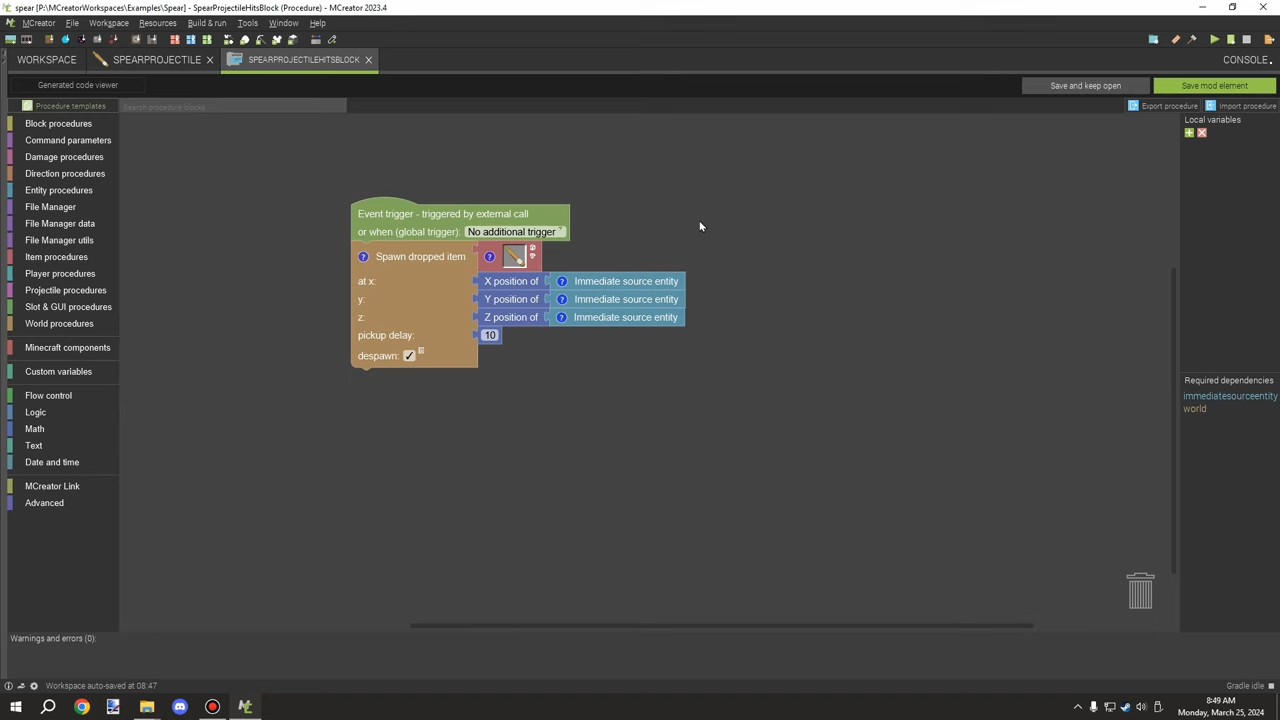 spear [P:\MCreatorWorkspaces\Examples\Spear] - SpearProjectileHitsBlock (Procedure) - MCreator 2023.4
MCreator File Workspace Resources Build & run Tools Window Help
WORKSPACE SPEARPROJECTILE SPEARPROJECTILEHITSBLOCK CONSOLE
Generated code viewer Save and keep open Save mod element
Procedure templates Search procedure blocks Export procedure Import procedure
Local variables
Block procedures
Command parameters
Damage procedures
Direction procedures
Entity procedures
File Manager
File Manager data
File Manager utils
Item procedures
Player procedures
Projectile procedures
Slot & GUI procedures
World procedures
Minecraft components
Custom variables
Flow control
Logic
Math
Text
Date and time
MCreator Link
Advanced
Event trigger - triggered by external call
or when (global trigger): No additional trigger
? Spawn dropped item ?
at x: X position of ? Immediate source entity
y: Y position of ? Immediate source entity
z: Z position of ? Immediate source entity
pickup delay: 10
despawn: ✓
Required dependencies
immediatesourceentity
world
Warnings and errors (0):
Workspace auto-saved at 08:47 Gradle idle
8:49 AM
Monday, March 25, 2024